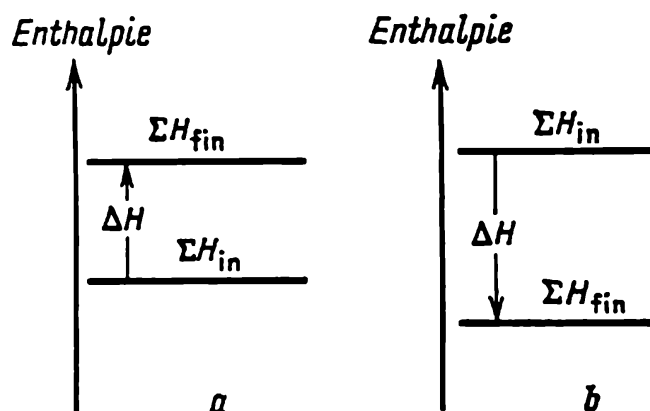 Enthalpie
ΣH_fin
ΔH
ΣH_in
a
Enthalpie
ΣH_in
ΔH
ΣH_fin
b